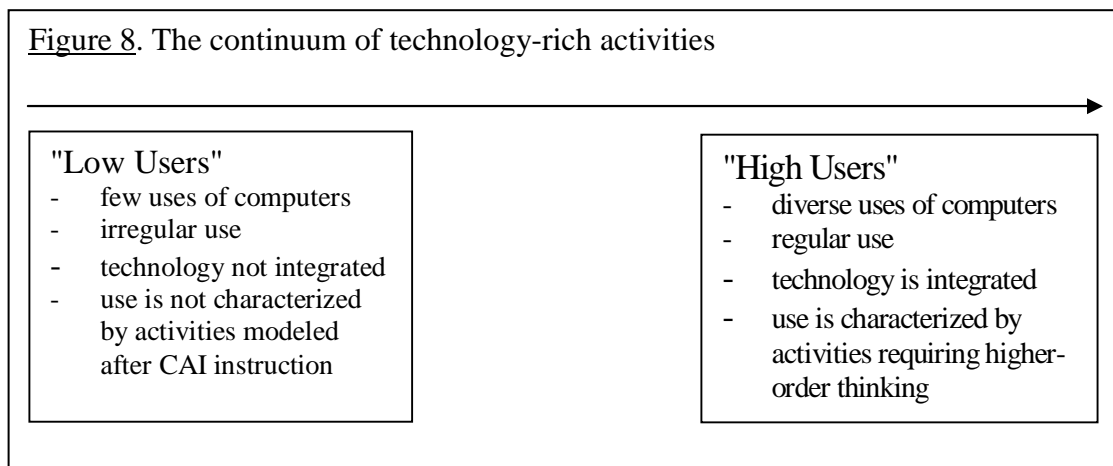 Figure 8. The continuum of technology-rich activities
"Low Users"
- few uses of computers
- irregular use
- technology not integrated
- use is not characterized
by activities modeled
after CAI instruction
"High Users"
- diverse uses of computers
- regular use
- technology is integrated
- use is characterized by
activities requiring higher-
order thinking